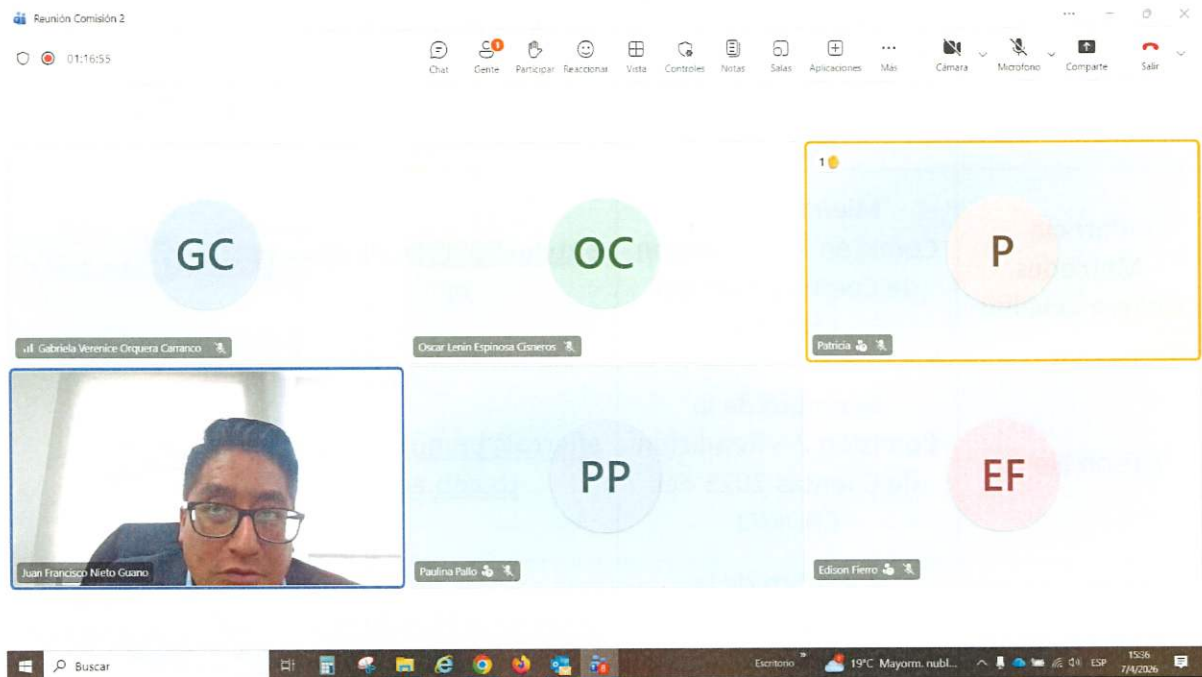 Reunión Comisión 2
01:16:55
Chat
Gente
Participar
Reaccionar
Vista
Controles
Notas
Salas
Aplicaciones
Más
Cámara
Micrófono
Comparte
Salir
1
GC
OC
P
Gabriela Verenice Orquera Carranco
Oscar Lenin Espinosa Cisneros
Patricia
PP
EF
Juan Francisco Nieto Guano
Paulina Pallo
Edison Fierro
Buscar
Escritorio
19°C Mayorm. nubl...
ESP
15:36
7/4/2026